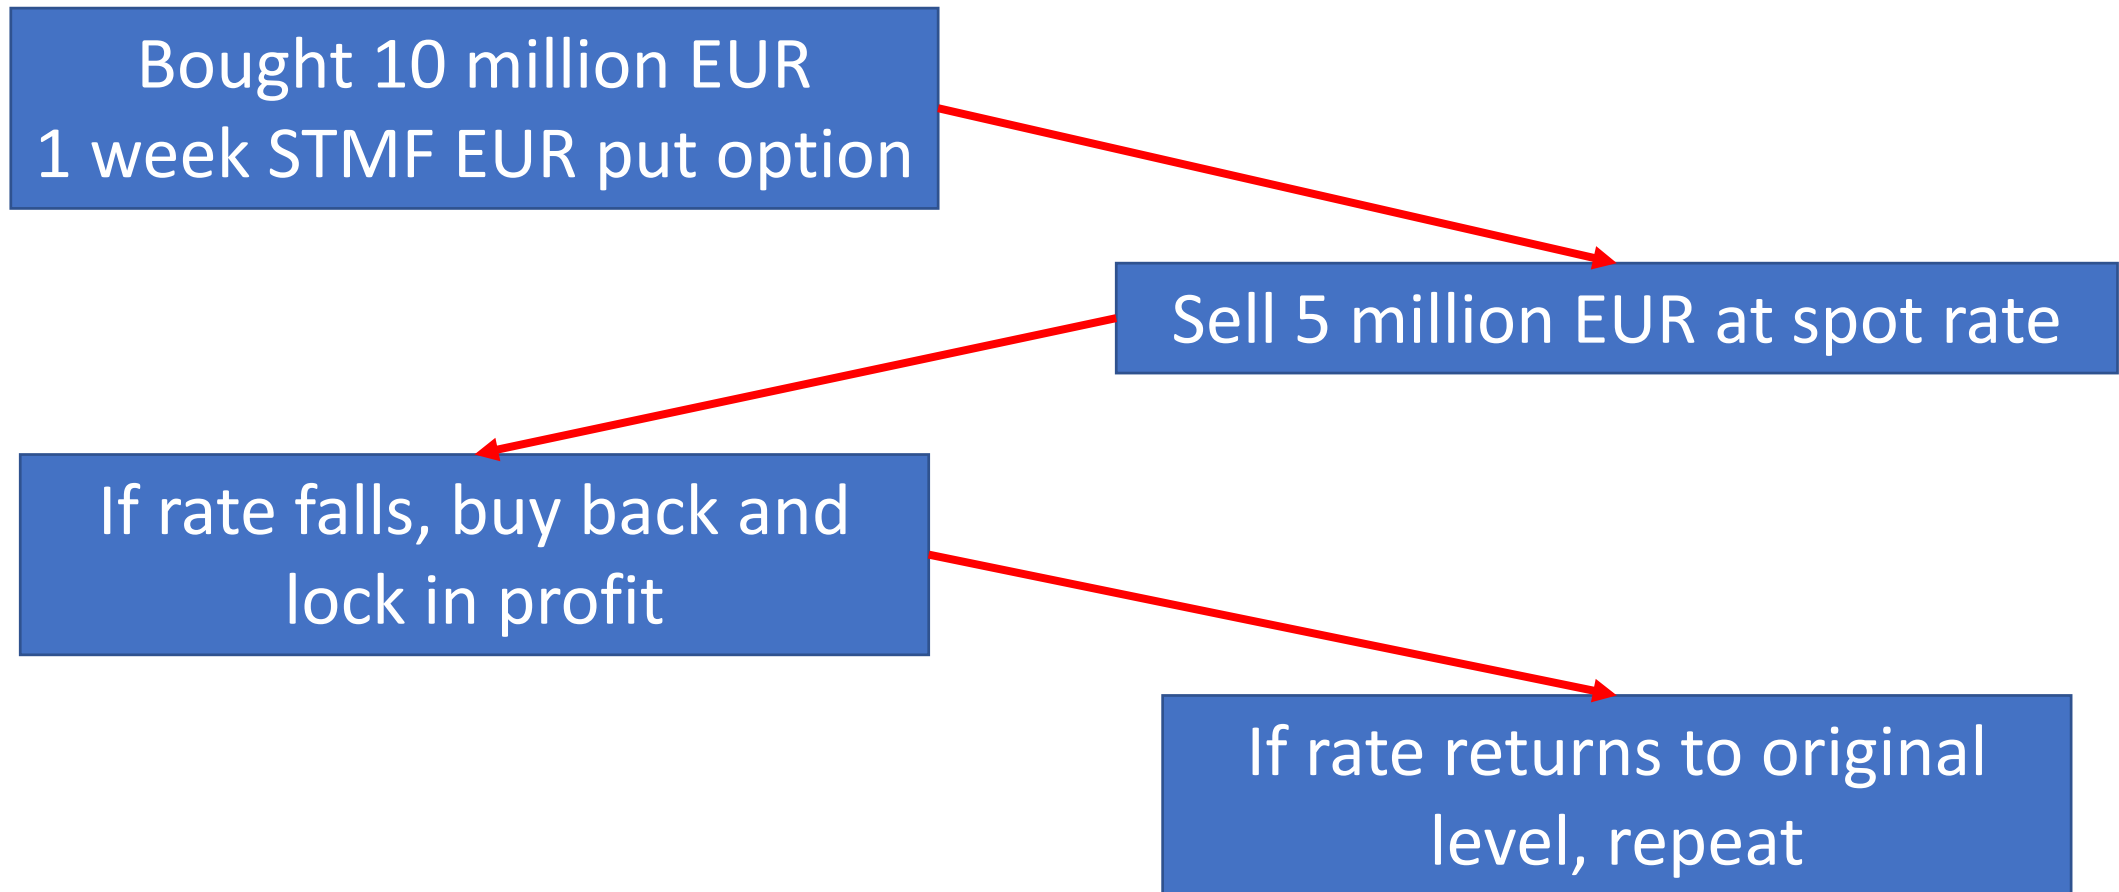 Bought 10 million EUR
1 week STMF EUR put option
Sell 5 million EUR at spot rate
If rate falls, buy back and
lock in profit
If rate returns to original
level, repeat